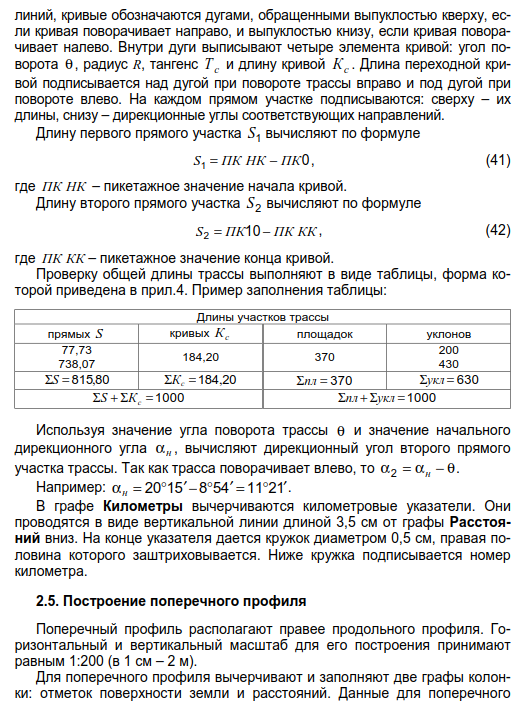 линий, кривые обозначаются дугами, обращенными выпуклостью кверху, ес-
ли кривая поворачивает направо, и выпуклостью книзу, если кривая повора-
чивает налево. Внутри дуги выписывают четыре элемента кривой: угол по-
ворота θ, радиус R, тангенс Tс и длину кривой Kс. Длина переходной кри-
вой подписывается над дугой при повороте трассы вправо и под дугой при
повороте влево. На каждом прямом участке подписываются: сверху – их
длины, снизу – дирекционные углы соответствующих направлений.
Длину первого прямого участка S₁ вычисляют по формуле
S₁ = ПК НК – ПК0, (41)
где ПК НК – пикетажное значение начала кривой.
Длину второго прямого участка S₂ вычисляют по формуле
S₂ = ПК10 – ПК КК, (42)
где ПК КК – пикетажное значение конца кривой.
Проверку общей длины трассы выполняют в виде таблицы, форма ко-
торой приведена в прил.4. Пример заполнения таблицы:
Длины участков трассы
прямых S кривых Kс площадок уклонов
77,73
738,07 184,20 370 200
430
ΣS = 815,80 ΣKс = 184,20 Σпл = 370 Σукл = 630
ΣS + ΣKс = 1000 Σпл + Σукл = 1000
Используя значение угла поворота трассы θ и значение начального
дирекционного угла αн, вычисляют дирекционный угол второго прямого
участка трассы. Так как трасса поворачивает влево, то α₂ = αн – θ.
Например: αн = 20°15′ – 8°54′ = 11°21′.
В графе Километры вычерчиваются километровые указатели. Они
проводятся в виде вертикальной линии длиной 3,5 см от графы Расстоя-
ний вниз. На конце указателя дается кружок диаметром 0,5 см, правая по-
ловина которого заштриховывается. Ниже кружка подписывается номер
километра.
2.5. Построение поперечного профиля
Поперечный профиль располагают правее продольного профиля. Го-
ризонтальный и вертикальный масштаб для его построения принимают
равным 1:200 (в 1 см – 2 м).
Для поперечного профиля вычерчивают и заполняют две графы колон-
ки: отметок поверхности земли и расстояний. Данные для поперечного